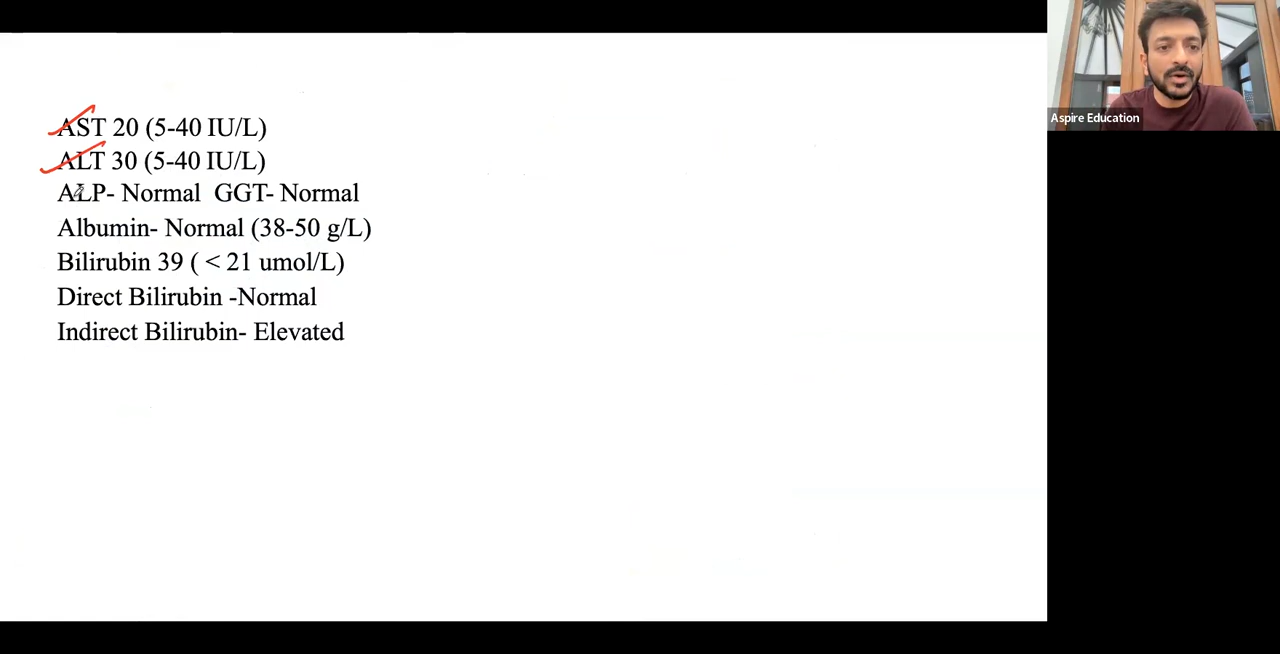 AST 20 (5-40 IU/L)
ALT 30 (5-40 IU/L)
ALP- Normal  GGT- Normal
Albumin- Normal (38-50 g/L)
Bilirubin 39 ( < 21 umol/L)
Direct Bilirubin -Normal
Indirect Bilirubin- Elevated
Aspire Education